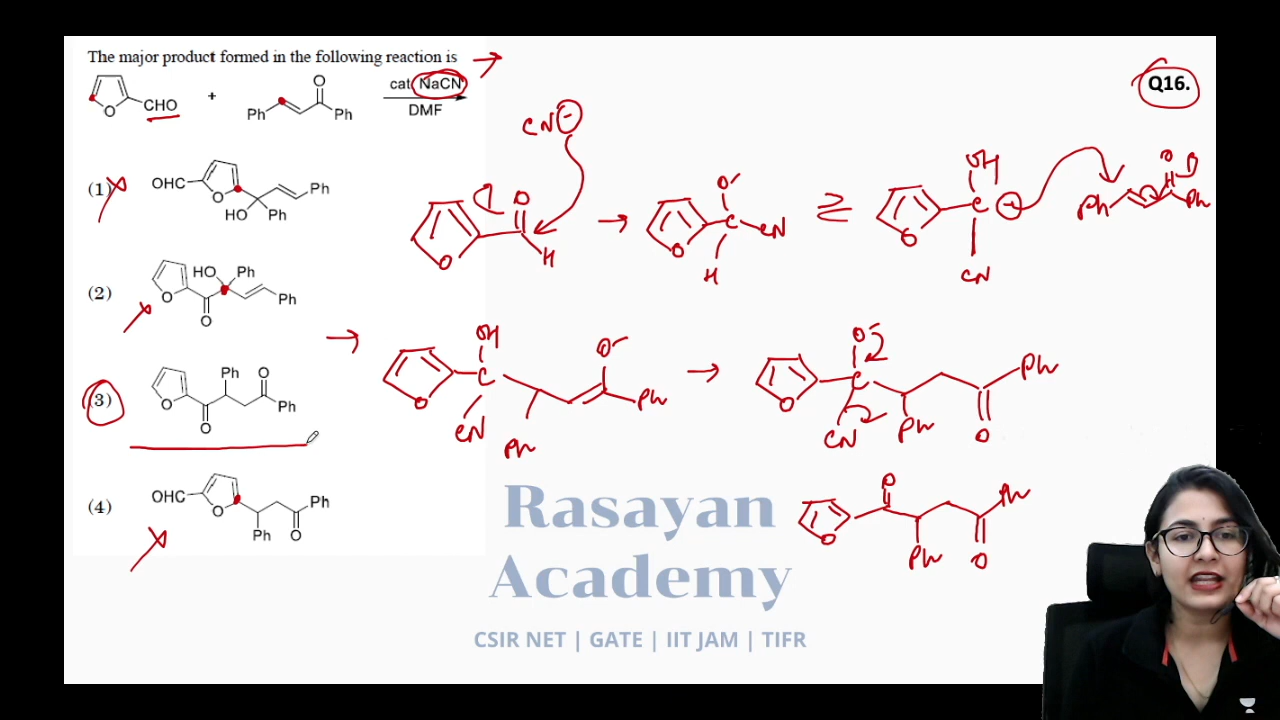 The major product formed in the following reaction is
Q16.
O
CHO
+
Ph
O
Ph
cat NaCN
DMF
(1)
OHC
O
HO
Ph
Ph
(2)
O
HO
Ph
O
Ph
(3)
O
Ph
O
O
Ph
(4)
OHC
O
Ph
O
Ph
CN
O
O
H
→
O
O⁻
C
CN
H
⇌
O
OH
C
CN
Ph
O
Ph
→
O
OH
C
CN
Ph
O⁻
Ph
→
O
O⁻
C
CN
Ph
O
Ph
O
O
Ph
O
Ph
Rasayan
Academy
CSIR NET | GATE | IIT JAM | TIFR